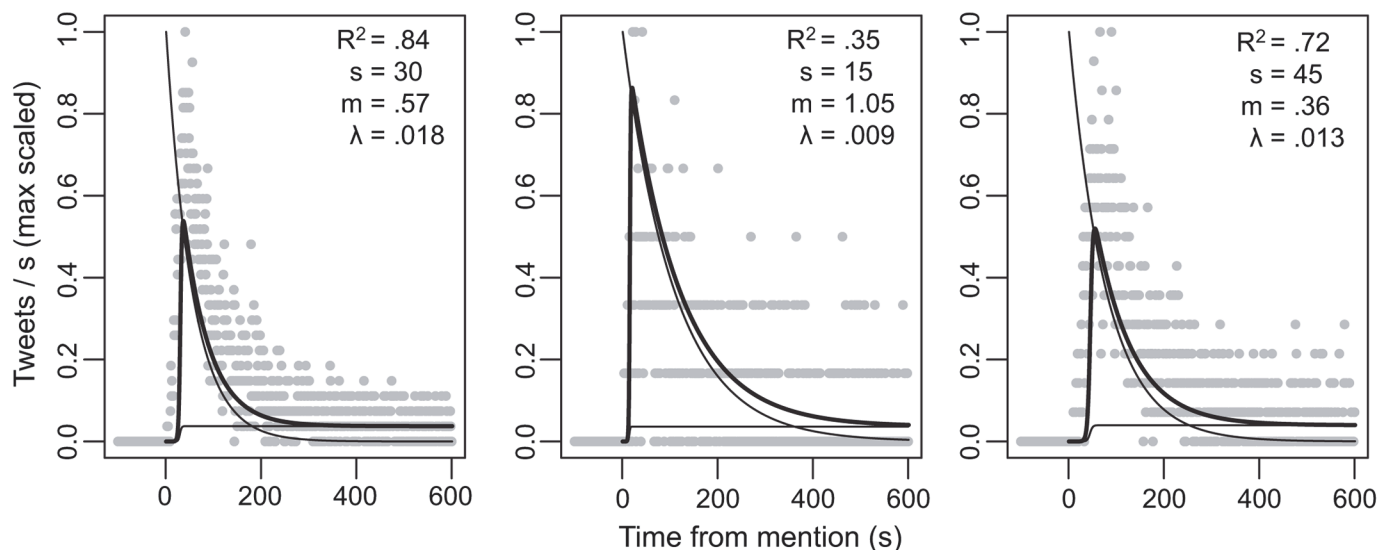 Tweets / s (max scaled)
1.0
0.8
0.6
0.4
0.2
0.0
R² = .84
s = 30
m = .57
λ = .018
0 200 400 600
1.0
0.8
0.6
0.4
0.2
0.0
R² = .35
s = 15
m = 1.05
λ = .009
0 200 400 600
1.0
0.8
0.6
0.4
0.2
0.0
R² = .72
s = 45
m = .36
λ = .013
0 200 400 600
Time from mention (s)